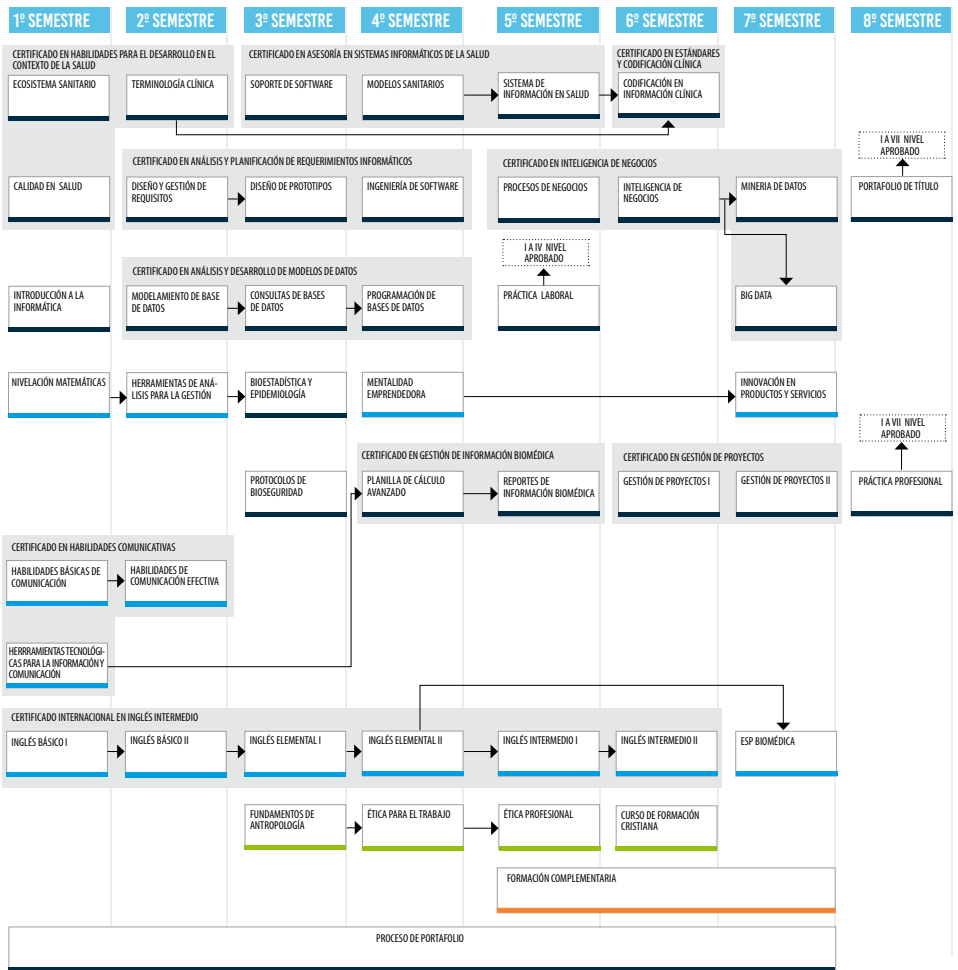 1º SEMESTRE
2º SEMESTRE
3º SEMESTRE
4º SEMESTRE
5º SEMESTRE
6º SEMESTRE
7º SEMESTRE
8º SEMESTRE
CERTIFICADO EN HABILIDADES PARA EL DESARROLLO EN EL
CONTEXTO DE LA SALUD
CERTIFICADO EN ASESORÍA EN SISTEMAS INFORMÁTICOS DE LA SALUD
CERTIFICADO EN ESTÁNDARES
Y CODIFICACIÓN CLÍNICA
ECOSISTEMA SANITARIO
TERMINOLOGÍA CLÍNICA
SOPORTE DE SOFTWARE
MODELOS SANITARIOS
SISTEMA DE
INFORMACIÓN EN SALUD
CODIFICACIÓN EN
INFORMACIÓN CLÍNICA
I A VII NIVEL
APROBADO
CERTIFICADO EN ANÁLISIS Y PLANIFICACIÓN DE REQUERIMIENTOS INFORMÁTICOS
CERTIFICADO EN INTELIGENCIA DE NEGOCIOS
CALIDAD EN SALUD
DISEÑO Y GESTIÓN DE
REQUISITOS
DISEÑO DE PROTOTIPOS
INGENIERÍA DE SOFTWARE
PROCESOS DE NEGOCIOS
INTELIGENCIA DE
NEGOCIOS
MINERIA DE DATOS
PORTAFOLIO DE TÍTULO
I A IV NIVEL
APROBADO
CERTIFICADO EN ANÁLISIS Y DESARROLLO DE MODELOS DE DATOS
INTRODUCCIÓN A LA
INFORMÁTICA
MODELAMIENTO DE BASE
DE DATOS
CONSULTAS DE BASES
DE DATOS
PROGRAMACIÓN DE
BASES DE DATOS
PRÁCTICA LABORAL
BIG DATA
NIVELACIÓN MATEMÁTICAS
HERRAMIENTAS DE ANÁ-
LISIS PARA LA GESTIÓN
BIOESTADÍSTICA Y
EPIDEMIOLOGÍA
MENTALIDAD
EMPRENDEDORA
INNOVACIÓN EN
PRODUCTOS Y SERVICIOS
I A VII NIVEL
APROBADO
CERTIFICADO EN GESTIÓN DE INFORMACIÓN BIOMÉDICA
CERTIFICADO EN GESTIÓN DE PROYECTOS
PROTOCOLOS DE
BIOSEGURIDAD
PLANILLA DE CÁLCULO
AVANZADO
REPORTES DE
INFORMACIÓN BIOMÉDICA
GESTIÓN DE PROYECTOS I
GESTIÓN DE PROYECTOS II
PRÁCTICA PROFESIONAL
CERTIFICADO EN HABILIDADES COMUNICATIVAS
HABILIDADES BÁSICAS DE
COMUNICACIÓN
HABILIDADES DE
COMUNICACIÓN EFECTIVA
HERRRAMIENTAS TECNOLÓGI-
CAS PARA LA INFORMACIÓN Y
COMUNICACIÓN
CERTIFICADO INTERNACIONAL EN INGLÉS INTERMEDIO
INGLÉS BÁSICO I
INGLÉS BÁSICO II
INGLÉS ELEMENTAL I
INGLÉS ELEMENTAL II
INGLÉS INTERMEDIO I
INGLÉS INTERMEDIO II
ESP BIOMÉDICA
FUNDAMENTOS DE
ANTROPOLOGÍA
ÉTICA PARA EL TRABAJO
ÉTICA PROFESIONAL
CURSO DE FORMACIÓN
CRISTIANA
FORMACIÓN COMPLEMENTARIA
PROCESO DE PORTAFOLIO